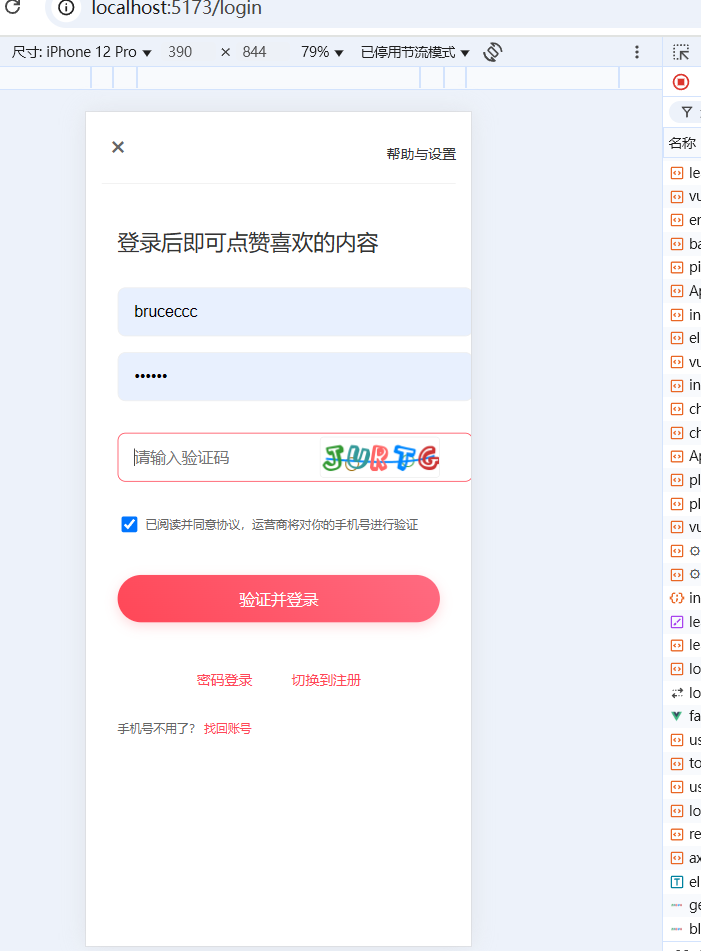 localhost:5173/login
尺寸: iPhone 12 Pro ▼ 390 × 844 79% ▼ 已停用节流模式 ▼
名称
× 帮助与设置
登录后即可点赞喜欢的内容
bruceccc
••••••
请输入验证码 JURTG
已阅读并同意协议，运营商将对你的手机号进行验证
验证并登录
密码登录 切换到注册
手机号不用了？ 找回账号
le
vu
er
ba
pi
Ap
in
el
vu
in
ch
ch
Ap
pl
pl
vu
in
le
le
lo
lo
fa
us
to
us
lo
re
ax
el
ge
bl